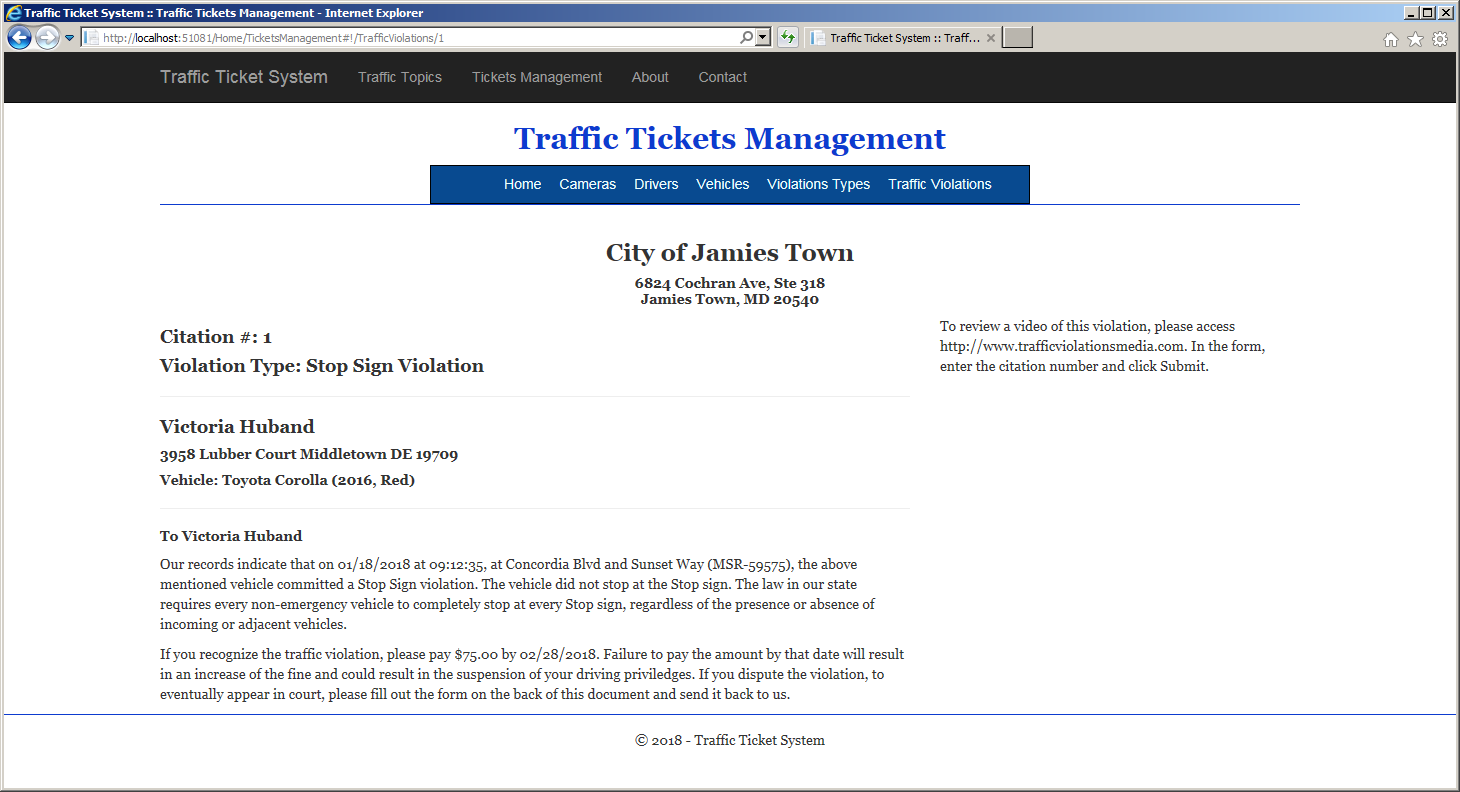 Traffic Ticket System :: Traffic Tickets Management - Internet Explorer
http://localhost:51081/Home/TicketsManagement#!/TrafficViolations/1
Traffic Ticket System :: Traff...
Traffic Ticket System Traffic Topics Tickets Management About Contact
Traffic Tickets Management
Home Cameras Drivers Vehicles Violations Types Traffic Violations
City of Jamies Town
6824 Cochran Ave, Ste 318
Jamies Town, MD 20540
Citation #: 1
Violation Type: Stop Sign Violation
To review a video of this violation, please access
http://www.trafficviolationsmedia.com. In the form,
enter the citation number and click Submit.
Victoria Huband
3958 Lubber Court Middletown DE 19709
Vehicle: Toyota Corolla (2016, Red)
To Victoria Huband
Our records indicate that on 01/18/2018 at 09:12:35, at Concordia Blvd and Sunset Way (MSR-59575), the above
mentioned vehicle committed a Stop Sign violation. The vehicle did not stop at the Stop sign. The law in our state
requires every non-emergency vehicle to completely stop at every Stop sign, regardless of the presence or absence of
incoming or adjacent vehicles.
If you recognize the traffic violation, please pay $75.00 by 02/28/2018. Failure to pay the amount by that date will result
in an increase of the fine and could result in the suspension of your driving priviledges. If you dispute the violation, to
eventually appear in court, please fill out the form on the back of this document and send it back to us.
© 2018 - Traffic Ticket System